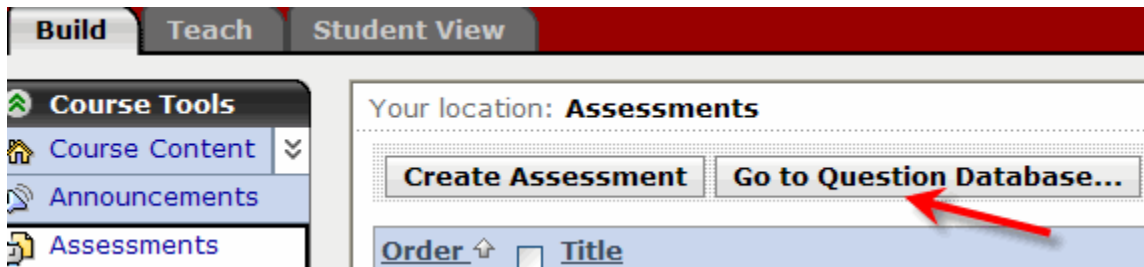 Build Teach Student View
Course Tools
Course Content
Announcements
Assessments
Your location: Assessments
Create Assessment Go to Question Database...
Order Title